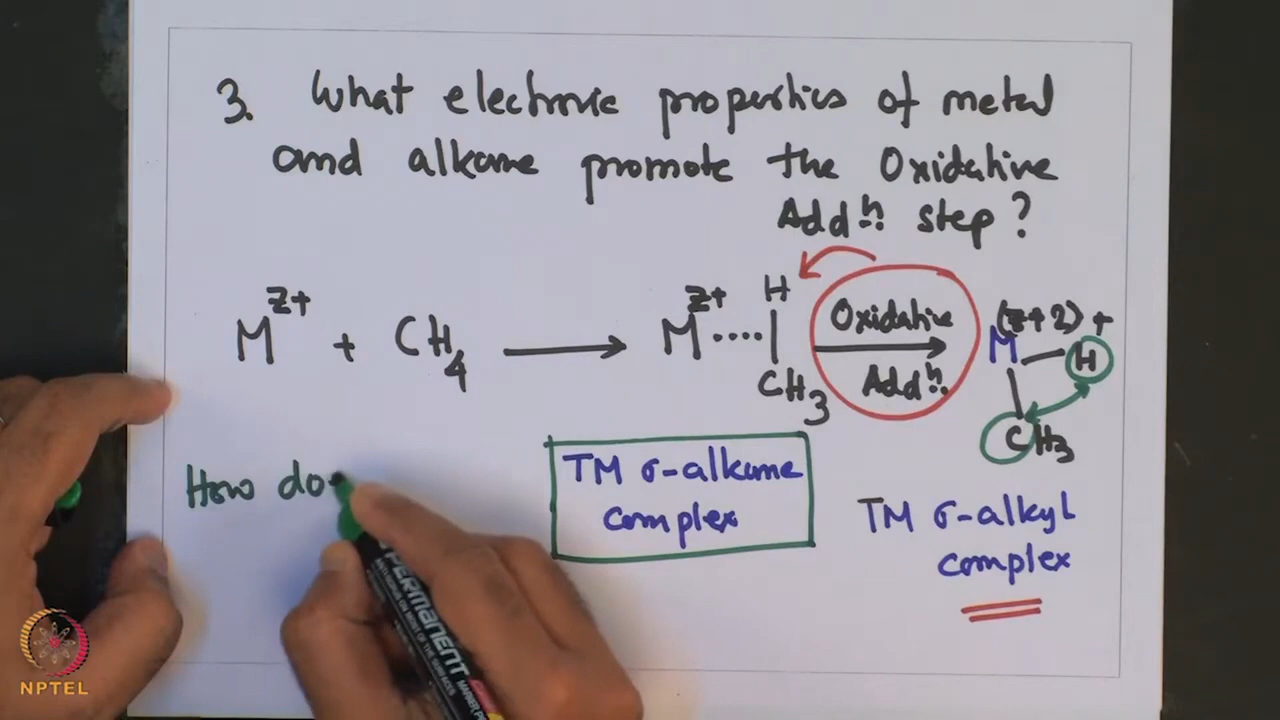 3. What electronic properties of metal
and alkane promote the Oxidative
Addn. step?
M^z+ + CH4 ⟶ M^z+ ···· H
CH3
Oxidative
Addn.
M^(z+2)+ — H
CH3
TM σ-alkane
complex
TM σ-alkyl
complex
How do
PERMANENT
NPTEL